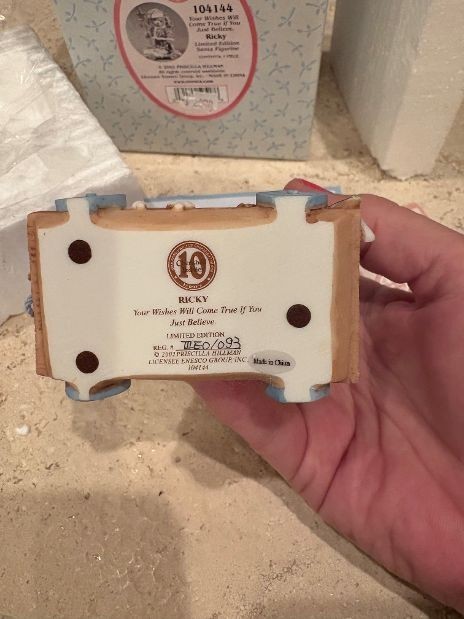 104144
Your Wishes Will
Come True If You
Just Believe.
Ricky
Limited Edition
Santa Figurine
PRISCILLA HILLMAN
10
RICKY
Your Wishes Will Come True If You
Just Believe
LIMITED EDITION
REG. #
/093
© 2002 PRISCILLA HILLMAN
LICENSEE ENESCO GROUP, INC.
Made in China
104144